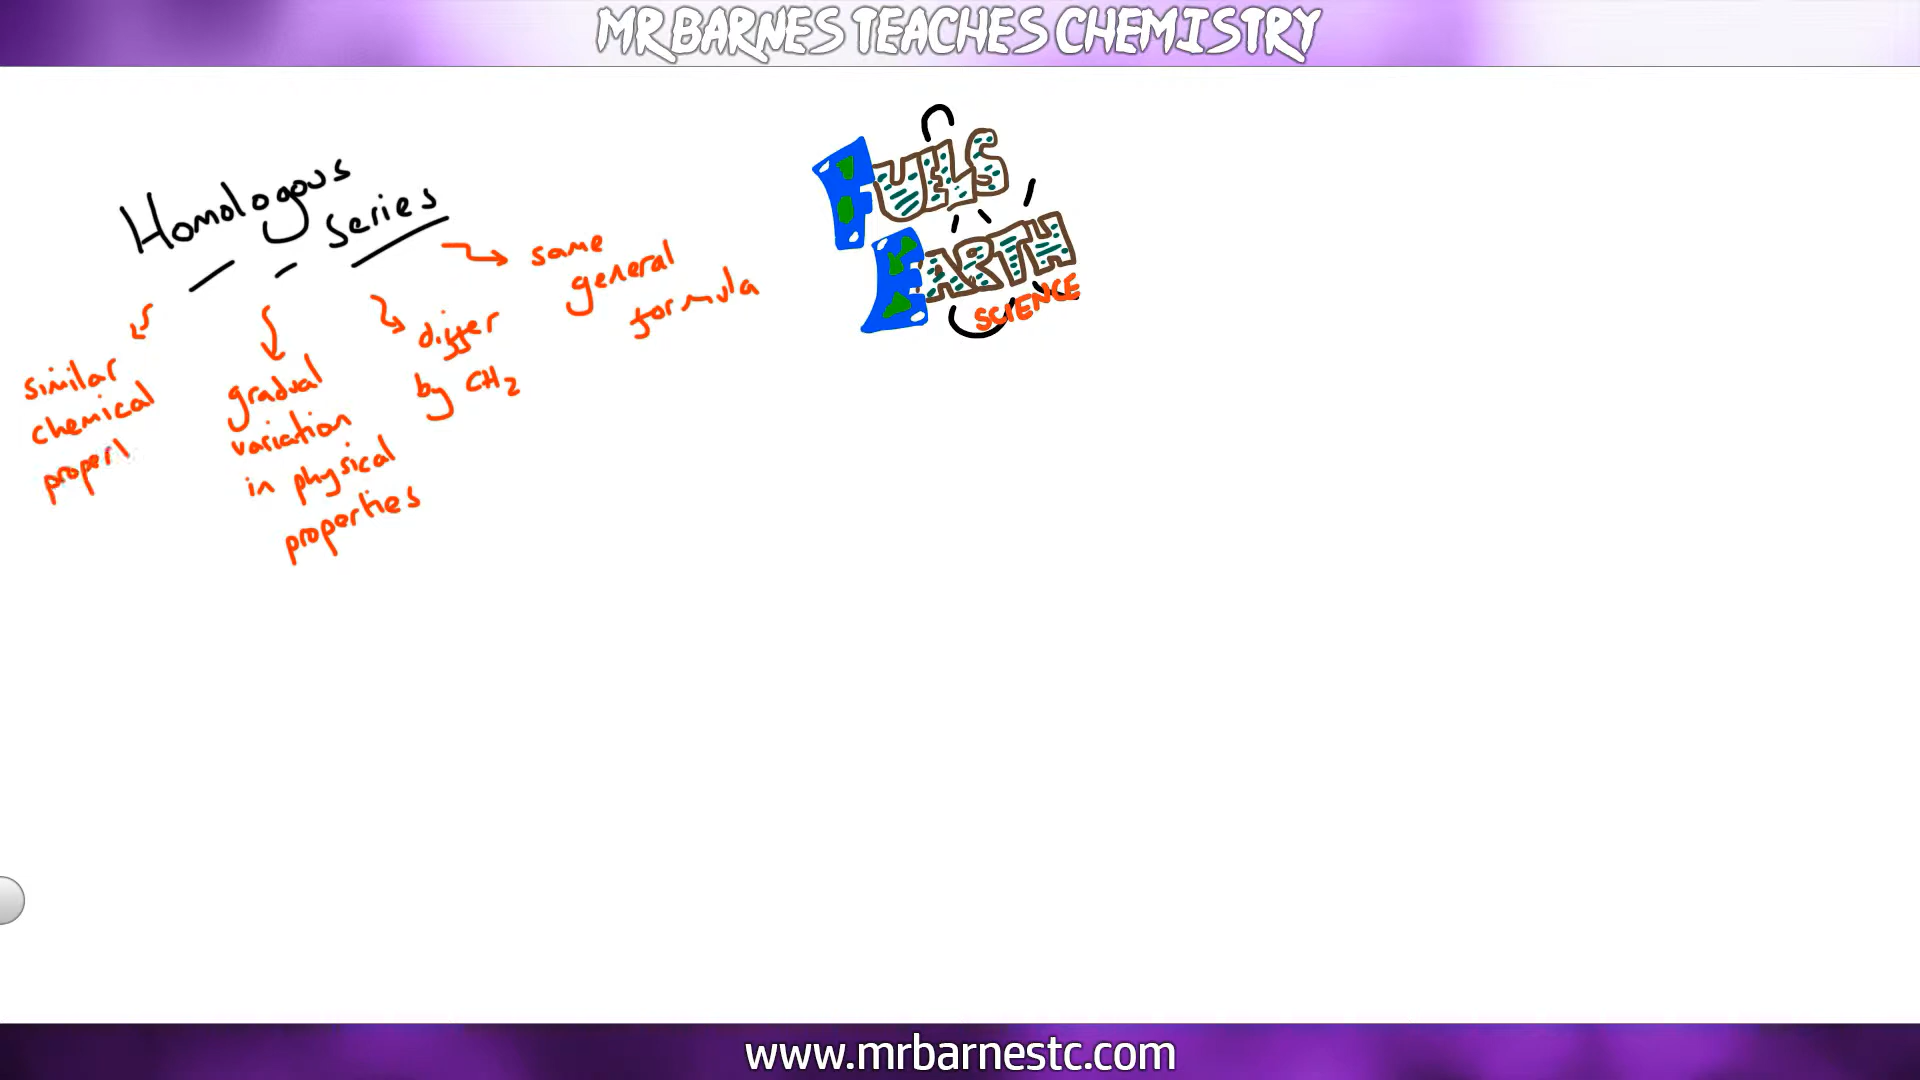 MR BARNES TEACHES CHEMISTRY
Homologous
series
same
general
formula
differ
by CH₂
gradual
variation
in physical
properties
similar
chemical
propert
FUELS
EARTH
SCIENCE
www.mrbarnestc.com